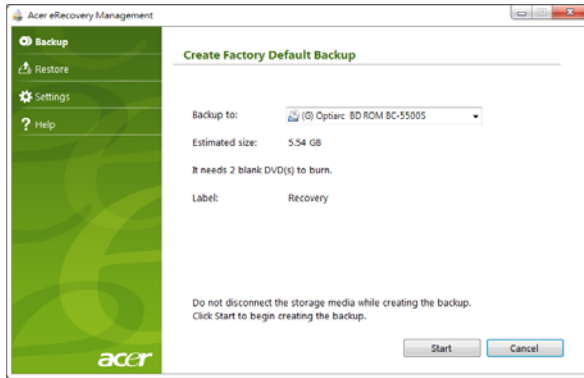 Acer eRecovery Management
Backup
Restore
Settings
Help
Create Factory Default Backup
Backup to: (G) Optiarc BD ROM BC-5500S
Estimated size: 5.54 GB
It needs 2 blank DVD(s) to burn.
Label: Recovery
Do not disconnect the storage media while creating the backup.
Click Start to begin creating the backup.
Start Cancel
acer